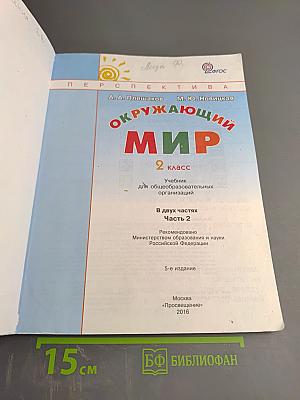 ФГОС
ПЕРСПЕКТИВА
А. А. Плешаков М. Ю. Новицкая
ОКРУЖАЮЩИЙ
МИР
2 класс
Учебник
для общеобразовательных
организаций
В двух частях
Часть 2
Рекомендовано
Министерством образования и науки
Российской Федерации
5-е издание
Москва
«Просвещение»
2016
15 см
БФ БИБЛИОФАН